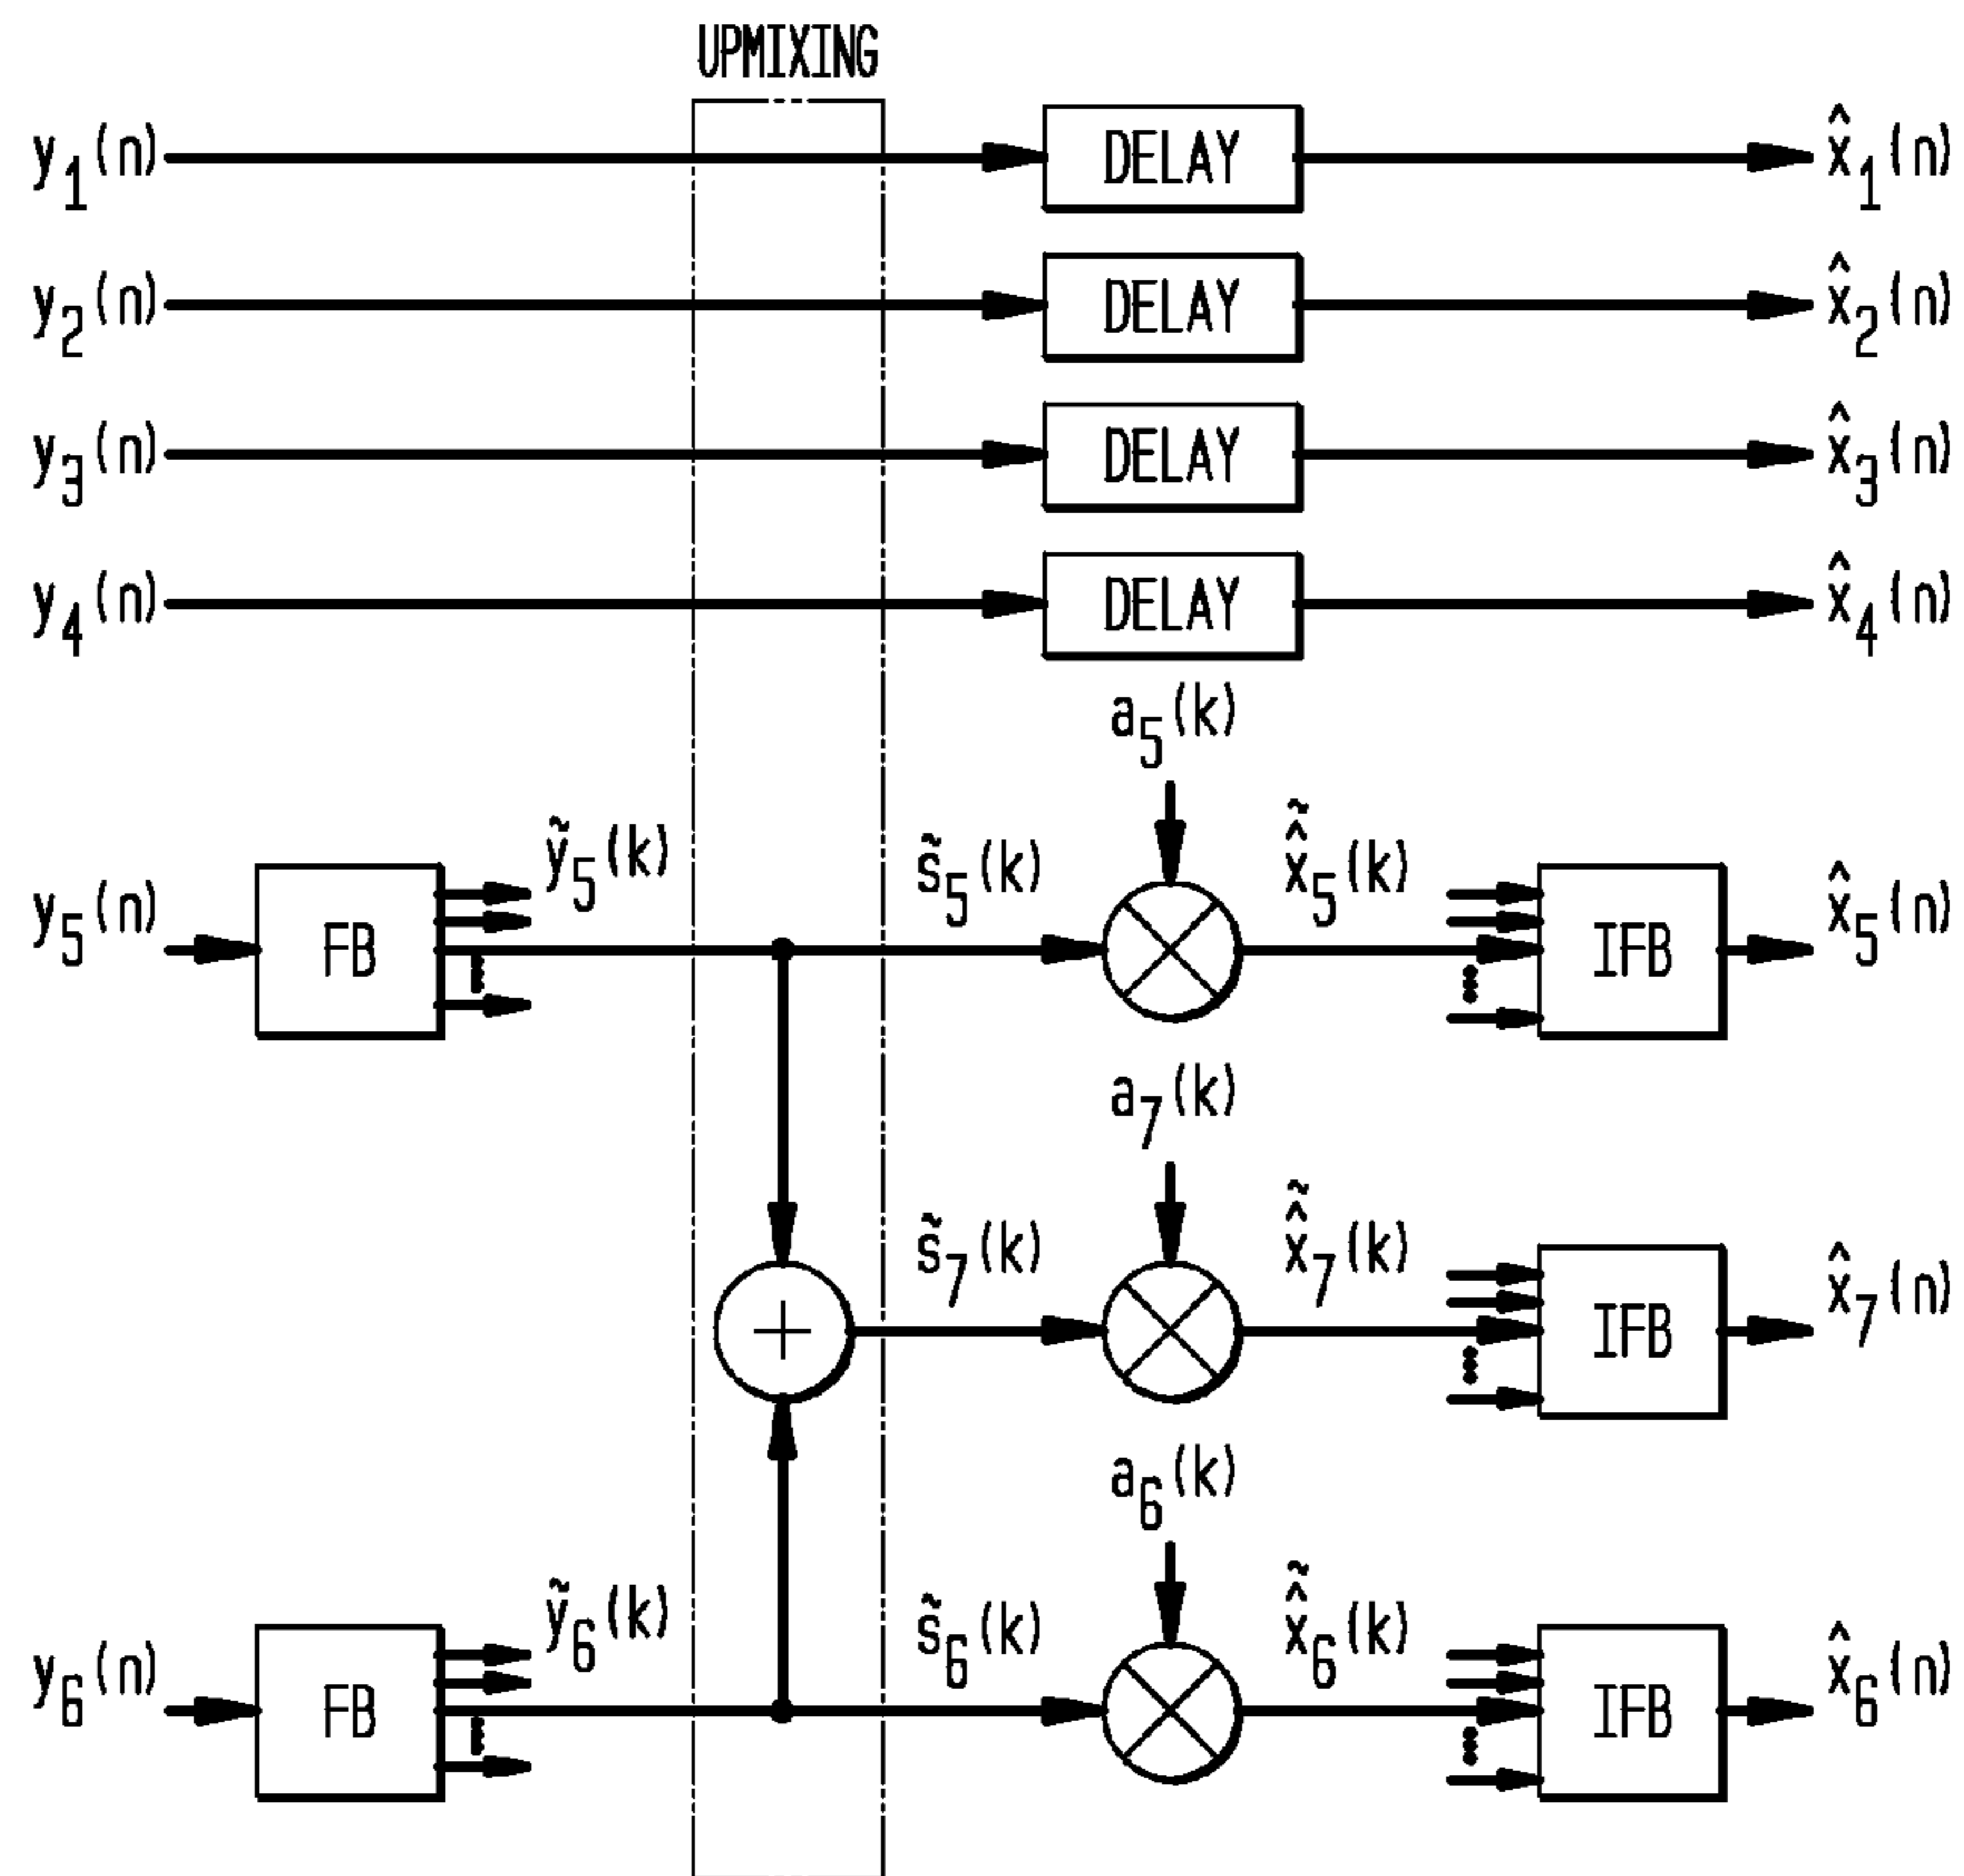 UPMIXING
y₁(n) DELAY x̂₁(n)
y₂(n) DELAY x̂₂(n)
y₃(n) DELAY x̂₃(n)
y₄(n) DELAY x̂₄(n)
a₅(k)
ỹ₅(k) s̃₅(k) x̂̃₅(k)
y₅(n) FB IFB x̂₅(n)
a₇(k)
s̃₇(k) x̂̃₇(k)
+ IFB x̂₇(n)
a₆(k)
ỹ₆(k) s̃₆(k) x̂̃₆(k)
y₆(n) FB IFB x̂₆(n)